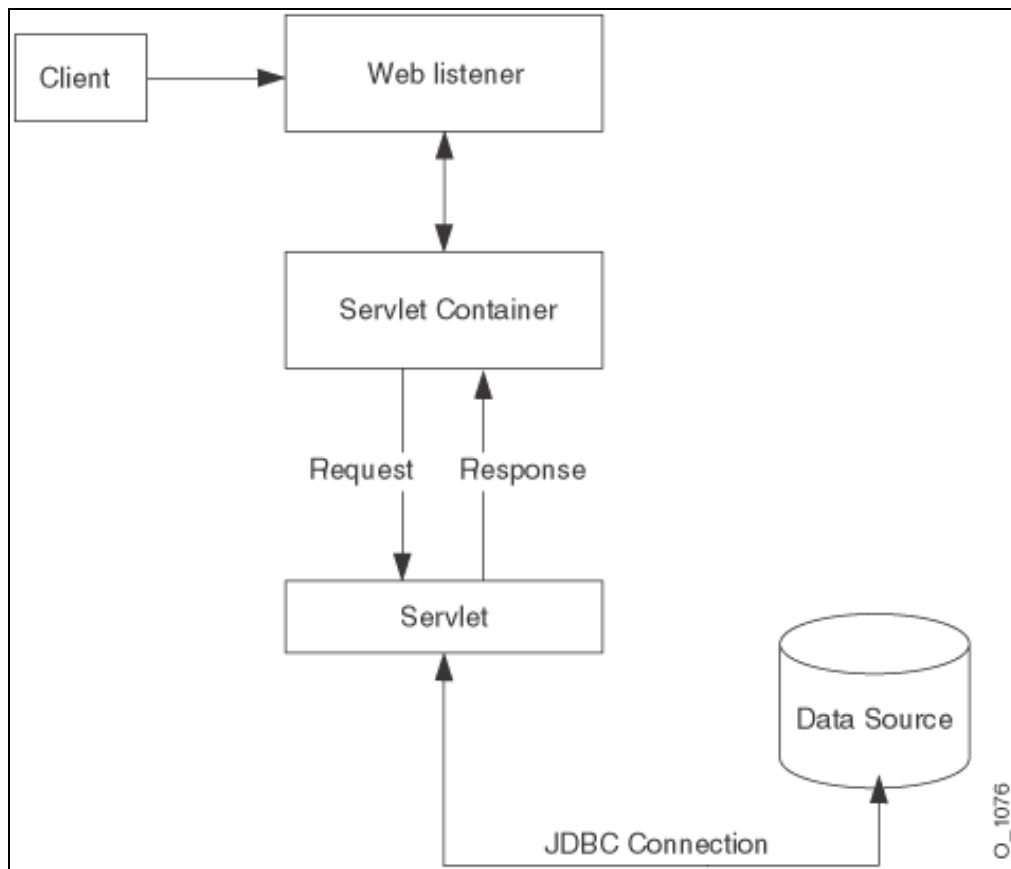 Client
Web listener
Servlet Container
Request
Response
Servlet
Data Source
JDBC Connection
O_1076